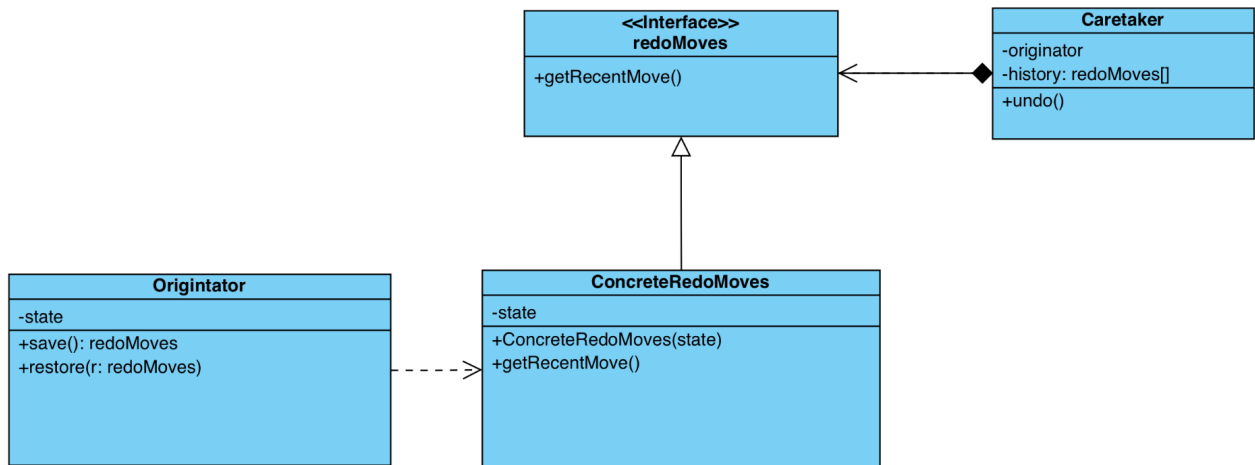 <<Interface>>
redoMoves
+getRecentMove()
Caretaker
-originator
-history: redoMoves[]
+undo()
Origintator
-state
+save(): redoMoves
+restore(r: redoMoves)
ConcreteRedoMoves
-state
+ConcreteRedoMoves(state)
+getRecentMove()